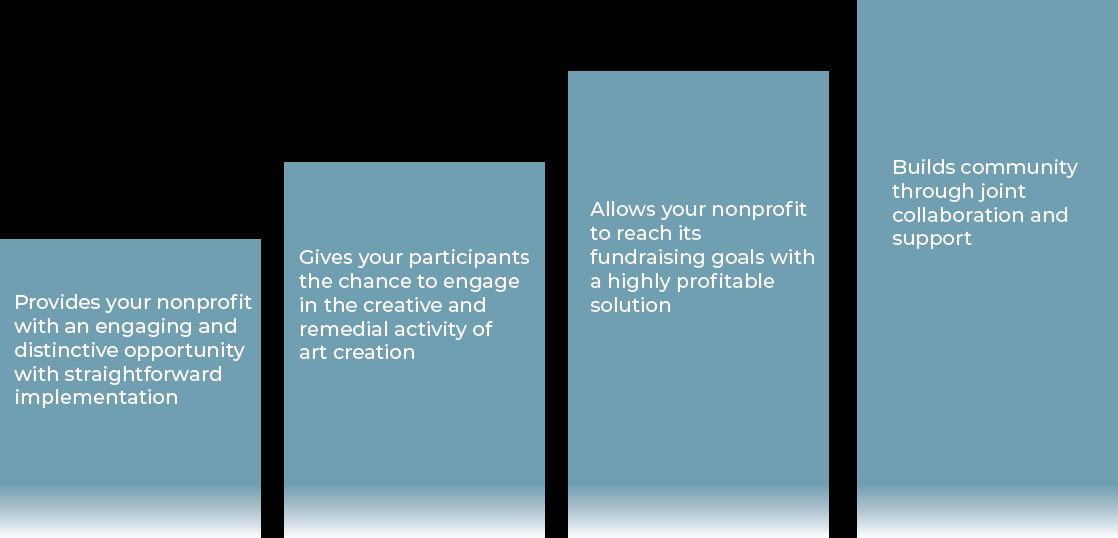 Provides your nonprofit
with an engaging and
distinctive opportunity
with straightforward
implementation
Gives your participants
the chance to engage
in the creative and
remedial activity of
art creation
Allows your nonprofit
to reach its
fundraising goals with
a highly profitable
solution
Builds community
through joint
collaboration and
support